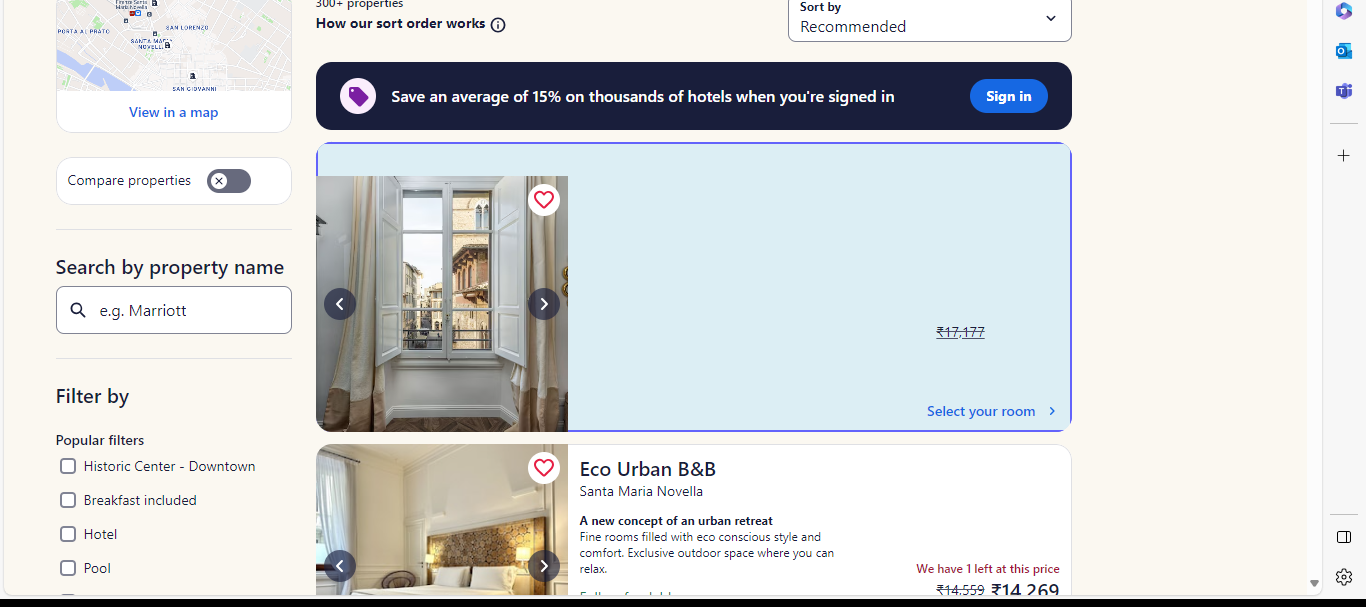 Firenze Santa
Maria Novella
PORTA AL PRATO
SAN LORENZO
SANTA MARIA
NOVELLA
SAN GIOVANNI
View in a map
Compare properties
Search by property name
e.g. Marriott
Filter by
Popular filters
Historic Center - Downtown
Breakfast included
Hotel
Pool
300+ properties
How our sort order works
Sort by
Recommended
Save an average of 15% on thousands of hotels when you're signed in
Sign in
₹17,177
Select your room
Eco Urban B&B
Santa Maria Novella
A new concept of an urban retreat
Fine rooms filled with eco conscious style and
comfort. Exclusive outdoor space where you can
relax.
We have 1 left at this price
₹14,559 ₹14,269